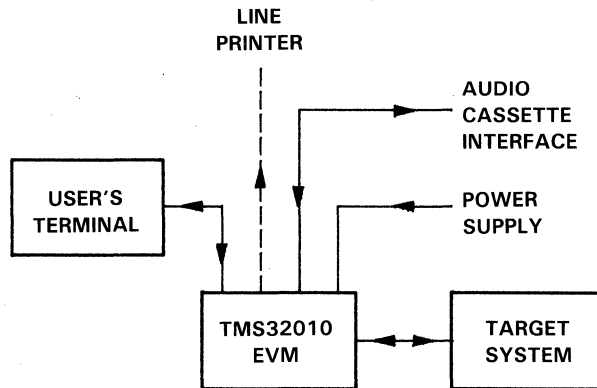 LINE
PRINTER
AUDIO
CASSETTE
INTERFACE
USER'S
TERMINAL
POWER
SUPPLY
TMS32010
EVM
TARGET
SYSTEM